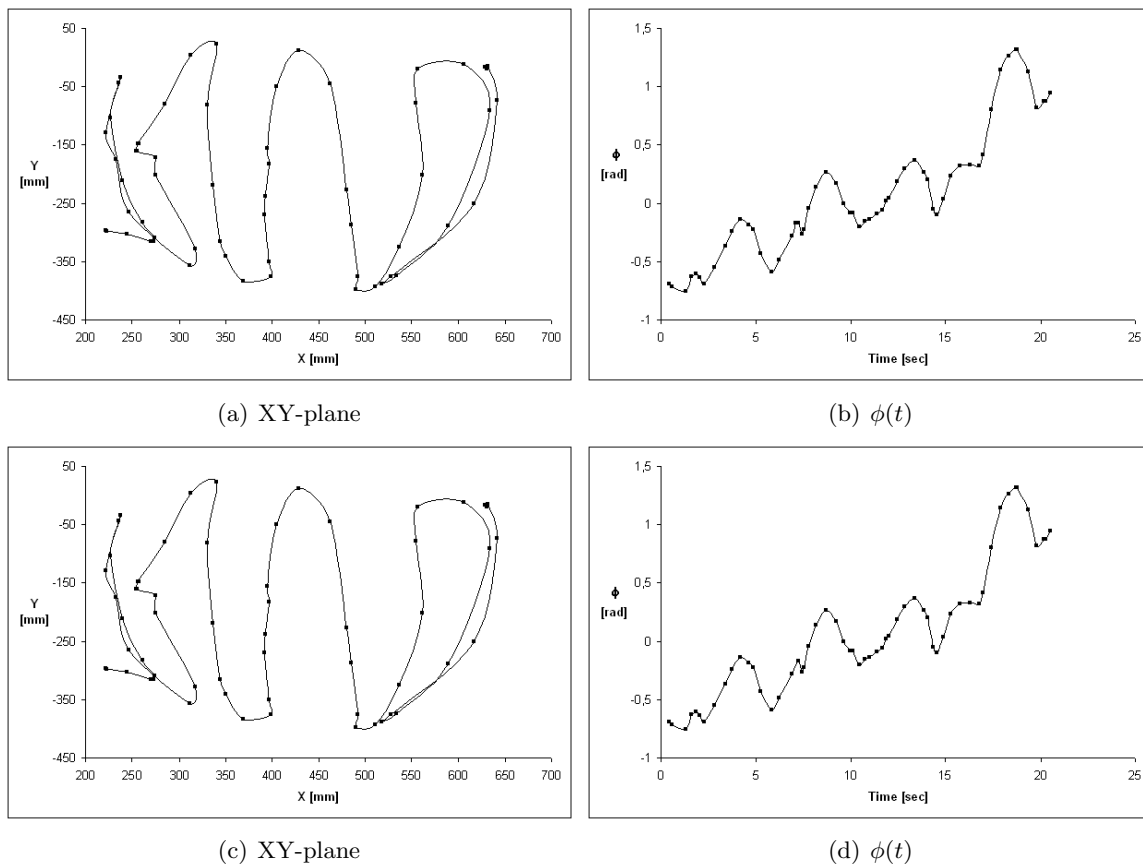 50
-50
-150
-250
-350
-450
Y
[mm]
200 250 300 350 400 450 500 550 600 650 700
X [mm]
1,5
1
0,5
0
-0,5
-1
ϕ
[rad]
0 5 10 15 20 25
Time [sec]
(a) XY-plane
(b) ϕ(t)
50
-50
-150
-250
-350
-450
Y
[mm]
200 250 300 350 400 450 500 550 600 650 700
X [mm]
1,5
1
0,5
0
-0,5
-1
ϕ
[rad]
0 5 10 15 20 25
Time [sec]
(c) XY-plane
(d) ϕ(t)